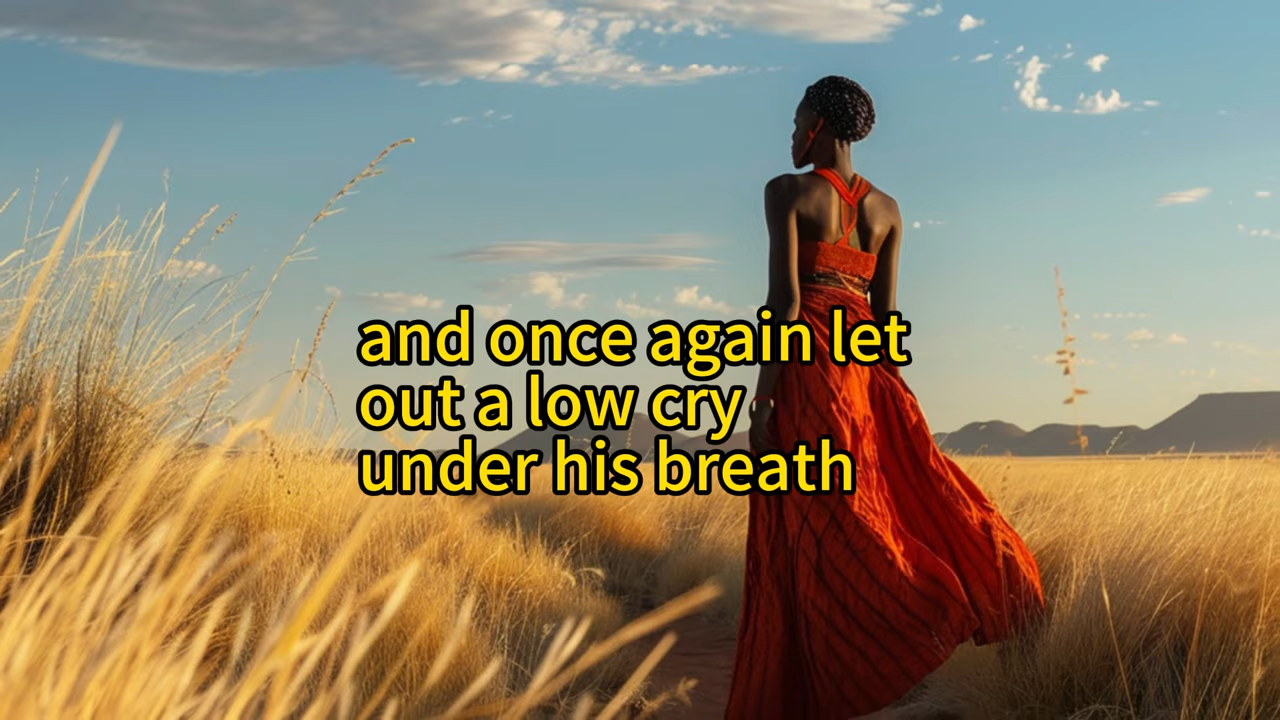 and once again let
out a low cry
under his breath